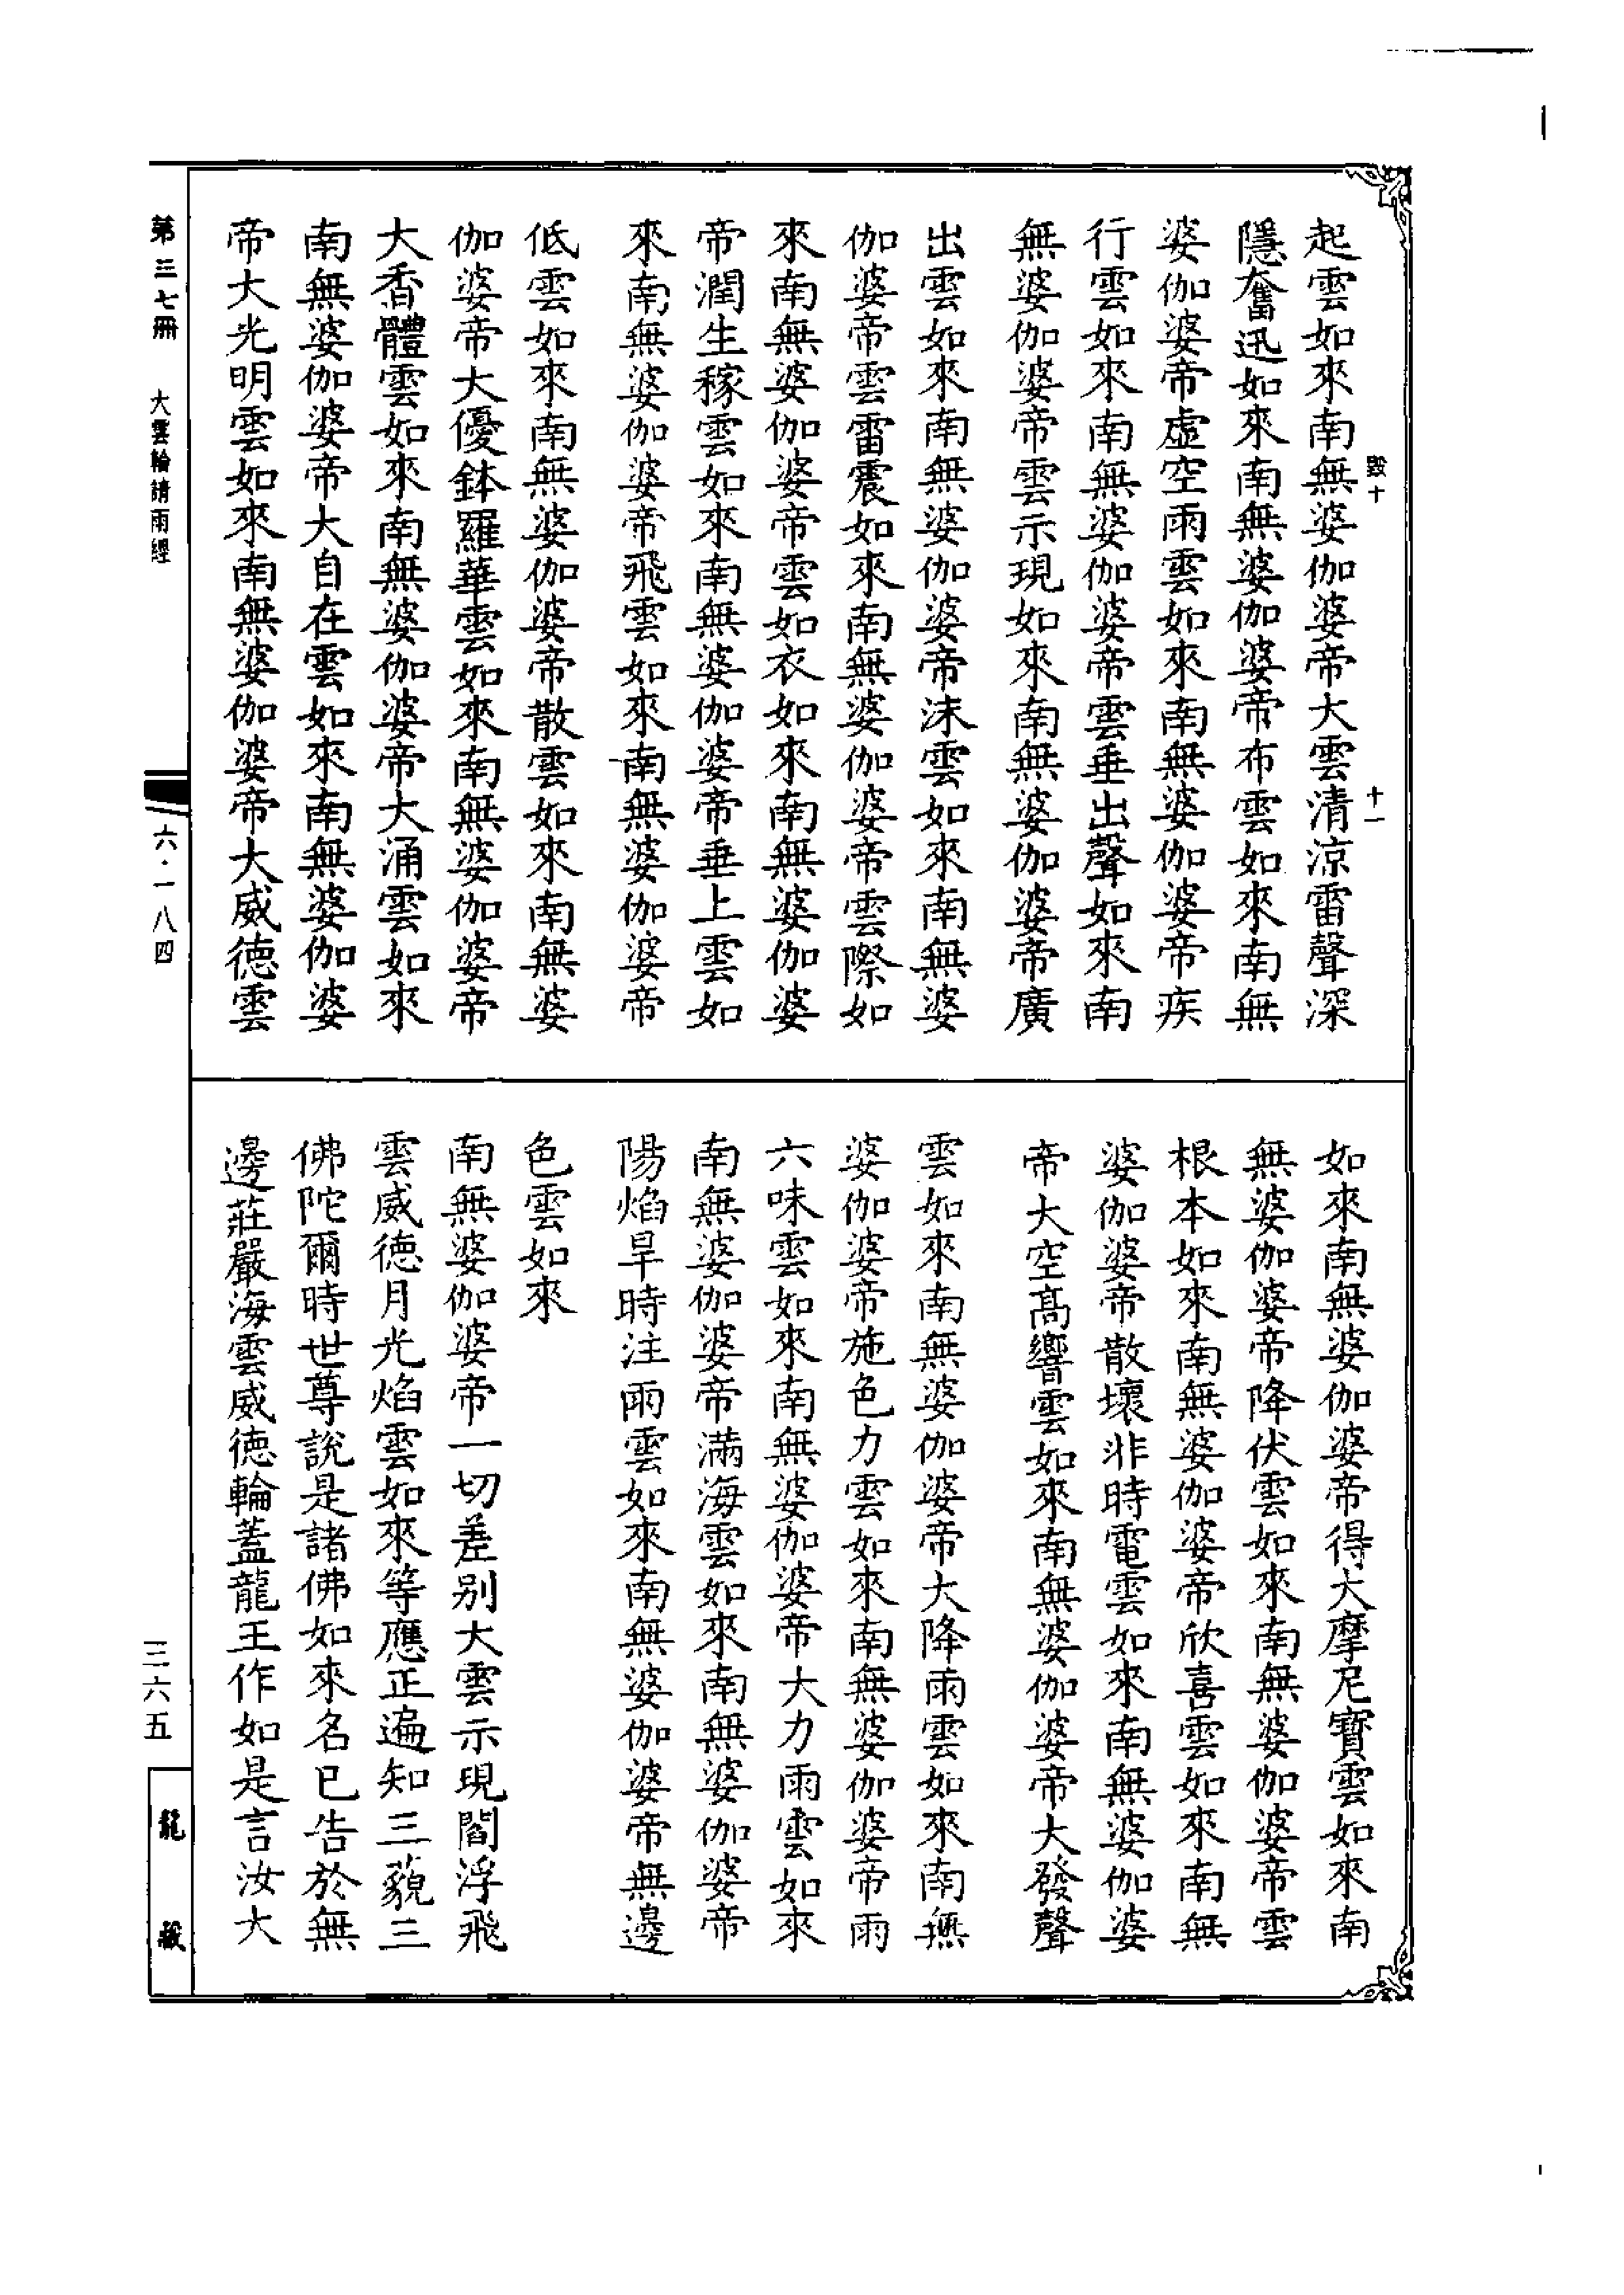 毀十
十一
起雲如來南無婆伽婆帝大雲清涼雷聲深
隱奮迅如來南無婆伽婆帝布雲如來南無
婆伽婆帝虛空雨雲如來南無婆伽婆帝疾
行雲如來南無婆伽婆帝雲垂出聲如來南
無婆伽婆帝雲示現如來南無婆伽婆帝廣
出雲如來南無婆伽婆帝沫雲如來南無婆
伽婆帝雲雷震如來南無婆伽婆帝雲際如
來南無婆伽婆帝雲如衣如來南無婆伽婆
帝潤生稼雲如來南無婆伽婆帝垂上雲如
來南無婆伽婆帝飛雲如來南無婆伽婆帝
低雲如來南無婆伽婆帝散雲如來南無婆
伽婆帝大優鉢羅華雲如來南無婆伽婆帝
大香體雲如來南無婆伽婆帝大涌雲如來
南無婆伽婆帝大自在雲如來南無婆伽婆
帝大光明雲如來南無婆伽婆帝大威德雲
如來南無婆伽婆帝得大摩尼寶雲如來南
無婆伽婆帝降伏雲如來南無婆伽婆帝雲
根本如來南無婆伽婆帝欣喜雲如來南無
婆伽婆帝散壞非時電雲如來南無婆伽婆
帝大空高響雲如來南無婆伽婆帝大發聲
雲如來南無婆伽婆帝大降雨雲如來南無
婆伽婆帝施色力雲如來南無婆伽婆帝雨
六味雲如來南無婆伽婆帝大力雨雲如來
南無婆伽婆帝滿海雲如來南無婆伽婆帝
陽焰旱時注雨雲如來南無婆伽婆帝無邊
色雲如來
南無婆伽婆帝一切差别大雲示現閻浮飛
雲威德月光焰雲如來等應正遍知三藐三
佛陀爾時世尊說是諸佛如來名已告於無
邊莊嚴海雲威德輪蓋龍王作如是言汝大
第三七冊
大雲輪請雨經
六·一八四
三六五
龍藏